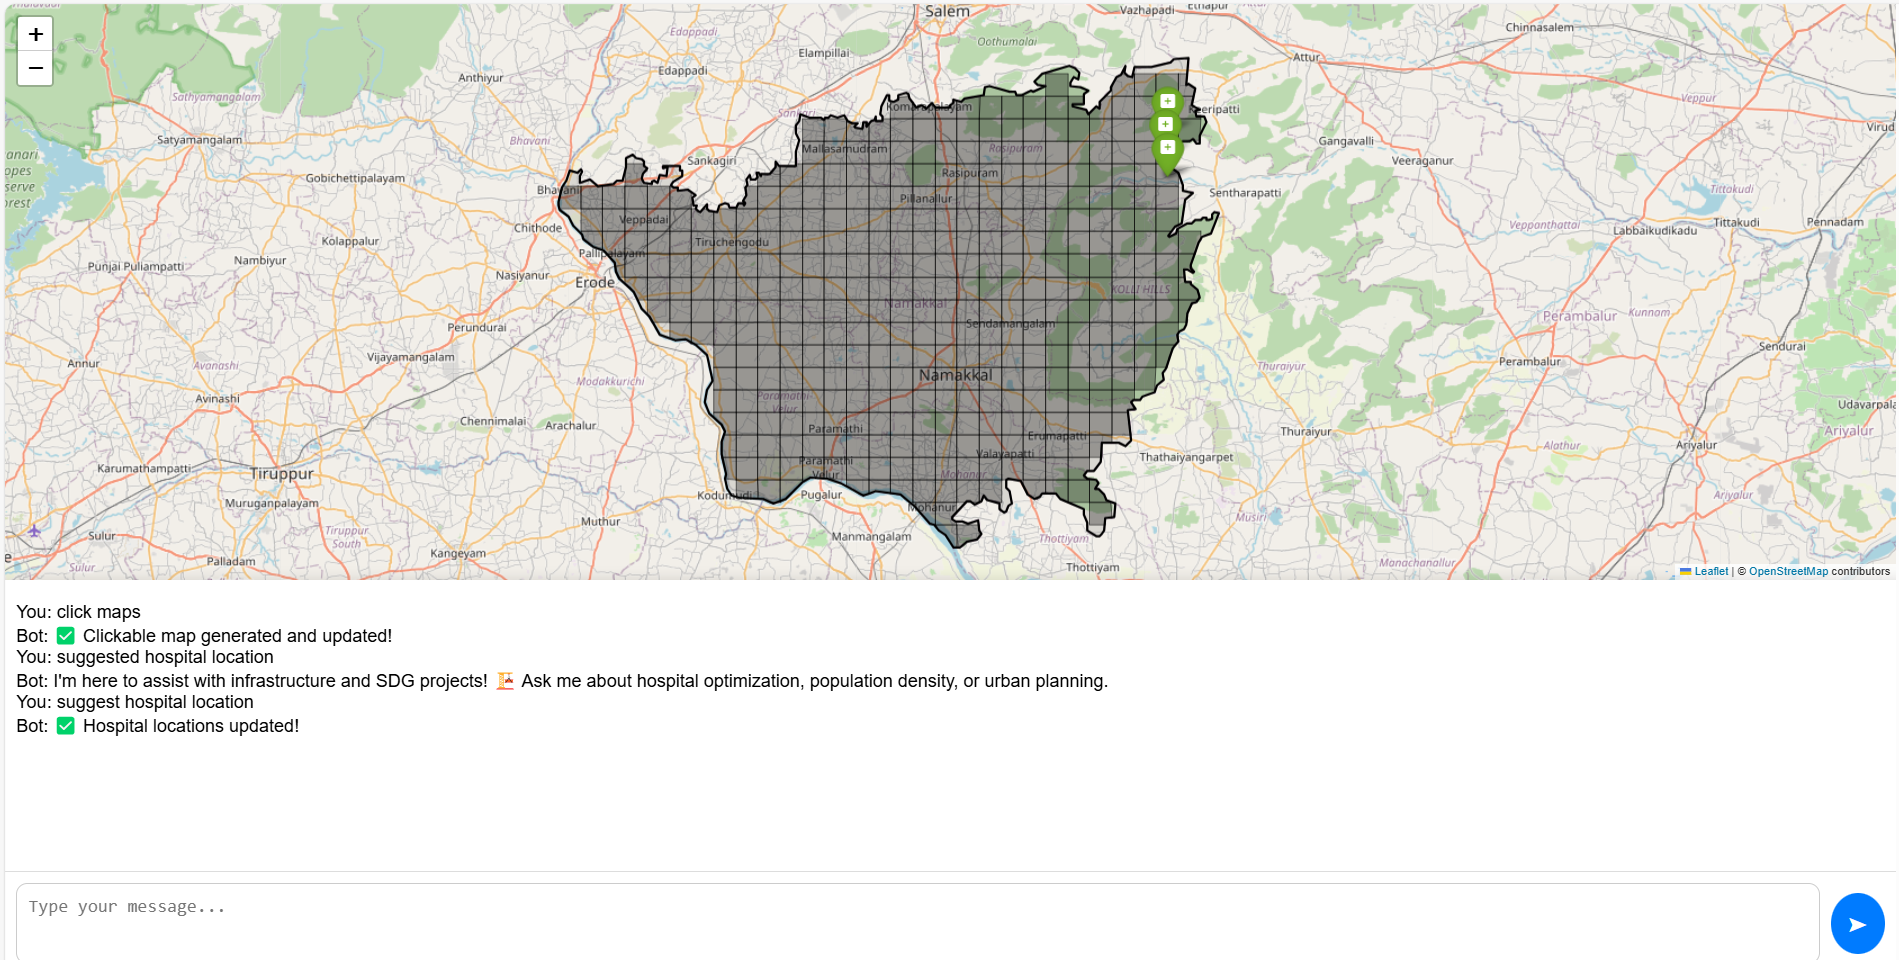 +
−
Salem
Vazhapadi
Ethapur
Chinnasalem
Edappadi
Oothumalai
Elampillai
Attur
Edappadi
Anthiyur
Sathyamangalam
Veppur
Komarapalayam
Veeripatti
Virud
Satyamangalam
Bhavani
Sankagiri
Mallasamudram
Rasipuram
Gangavalli
Veeraganur
anari
opes
serve
orest
Gobichettipalayam
Rasipuram
Bhavani
Sentharapatti
Tittakudi
Pillanallur
Veppadai
Chithode
Tiruchengodu
Kolappalur
Veppanthattai
Labbaikudikadu
Tittakudi
Pennadam
Nambiyur
Punjai Puliampatti
Pallipalayam
Nasiyanur
Erode
KOLLI HILLS
Namakkal
Perambalur
Kunnam
Perundurai
Sendamangalam
Vijayamangalam
Annur
Avanashi
Sendurai
Perambalur
Thuraiyur
Modakkurichi
Namakkal
Avinashi
Paramathi-
Velur
Udavarpala
Chennimalai
Arachalur
Paramathi
Erumapatti
Thuraiyur
Alathur
Ariyalur
Ariyalur
Valayapatti
Thathaiyangarpet
Karumathampatti
Tiruppur
Paramathi
Velur
Mohanur
Kodumudi
Pugalur
Mohanur
Muruganpalayam
Ariyalur
Muthur
Musiri
Tiruppur
South
Sulur
Manmangalam
Thottiyam
Kangeyam
Palladam
Manachanallur
Sulur
Thottiyam
Leaflet | © OpenStreetMap contributors
You: click maps
Bot: ✅ Clickable map generated and updated!
You: suggested hospital location
Bot: I'm here to assist with infrastructure and SDG projects! 🏗️ Ask me about hospital optimization, population density, or urban planning.
You: suggest hospital location
Bot: ✅ Hospital locations updated!
Type your message...